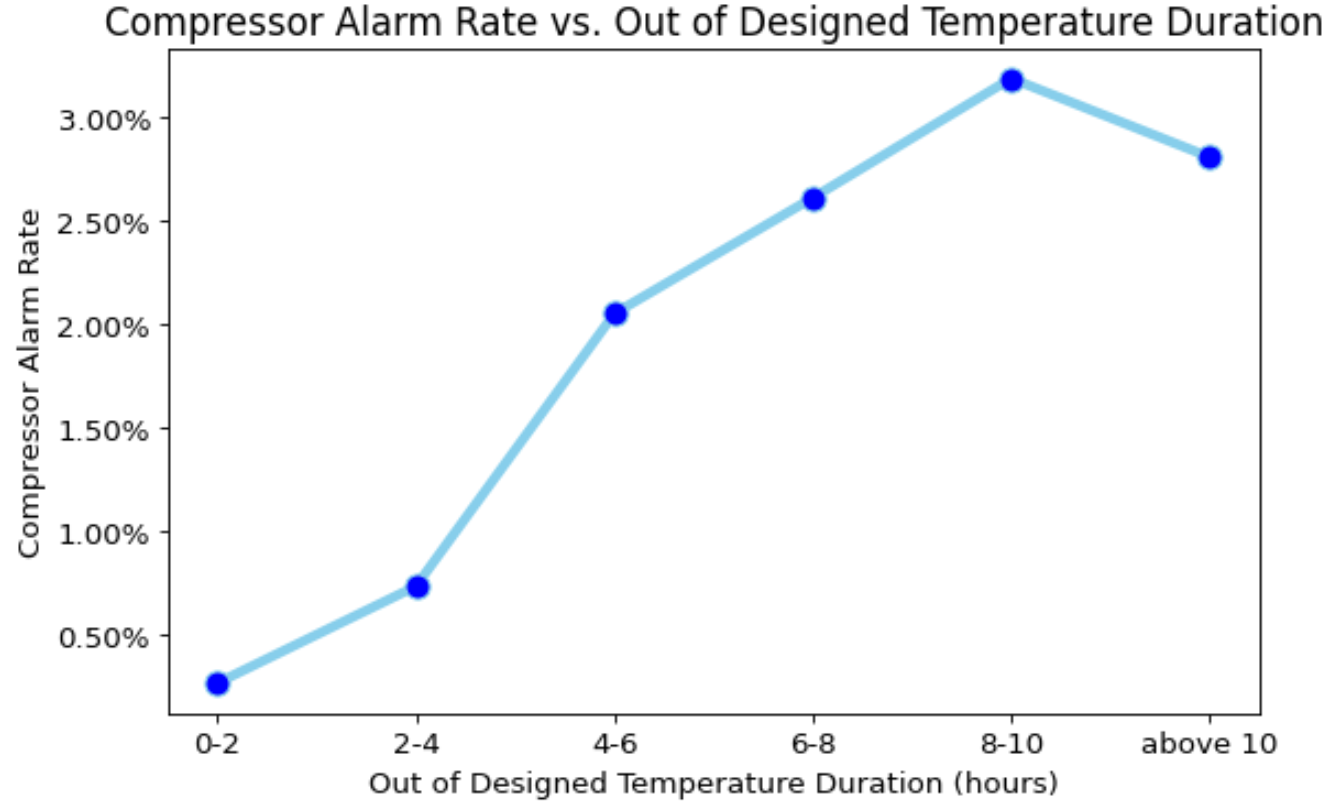 Compressor Alarm Rate vs. Out of Designed Temperature Duration
Compressor Alarm Rate
3.00%
2.50%
2.00%
1.50%
1.00%
0.50%
0-2
2-4
4-6
6-8
8-10
above 10
Out of Designed Temperature Duration (hours)